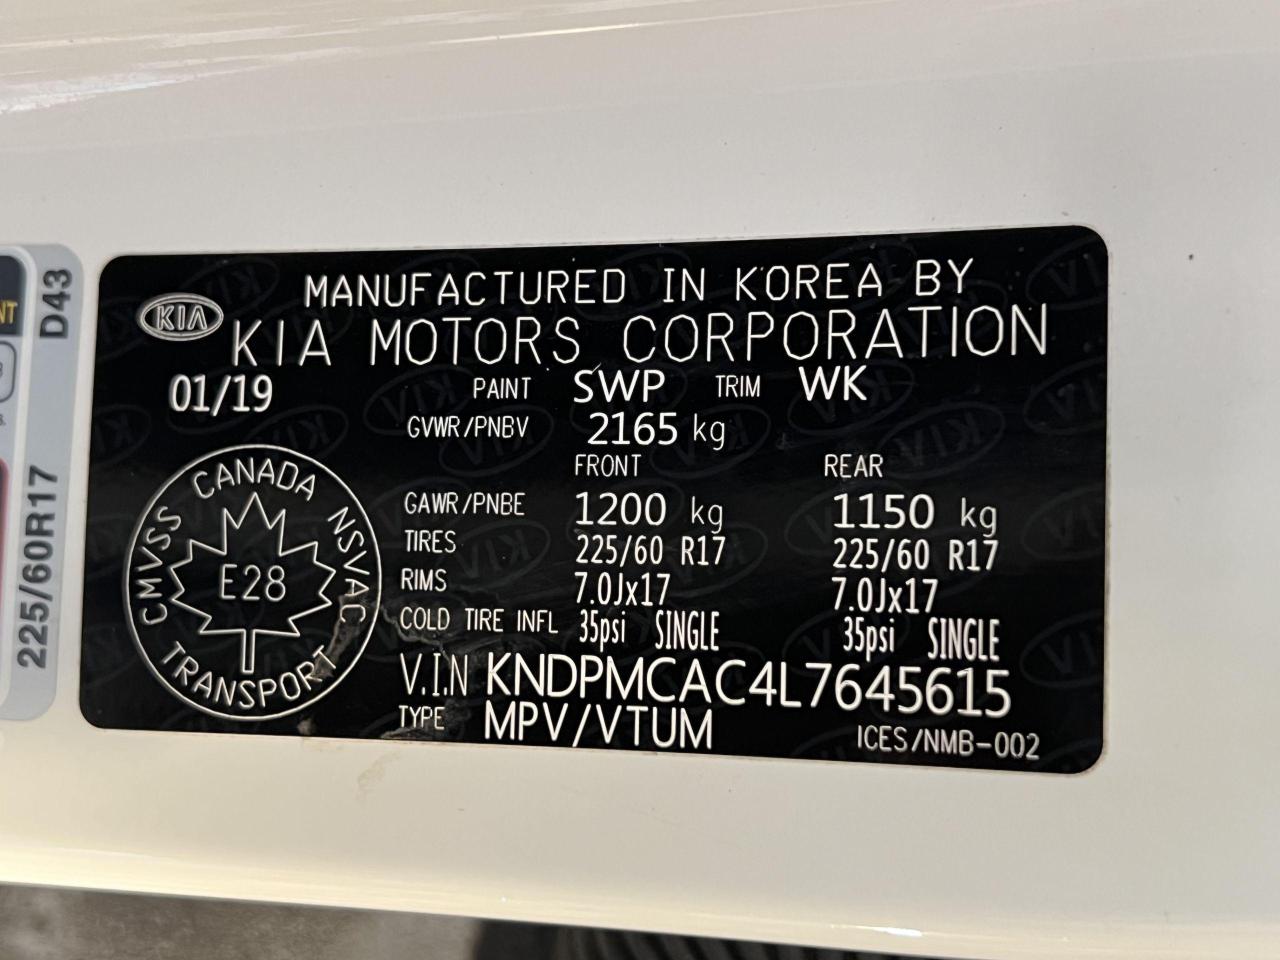 MANUFACTURED IN KOREA BY
KIA
KIA MOTORS CORPORATION
01/19 PAINT SWP TRIM WK
GVWR/PNBV 2165 kg
FRONT REAR
GAWR/PNBE 1200 kg 1150 kg
TIRES 225/60 R17 225/60 R17
RIMS 7.0Jx17 7.0Jx17
COLD TIRE INFL 35psi SINGLE 35psi SINGLE
V.I.N KNDPMCAC4L7645615
TYPE MPV/VTUM
ICES/NMB-002
CANADA
CMVSS NSVAC
E28
TRANSPORT
D43
225/60R17